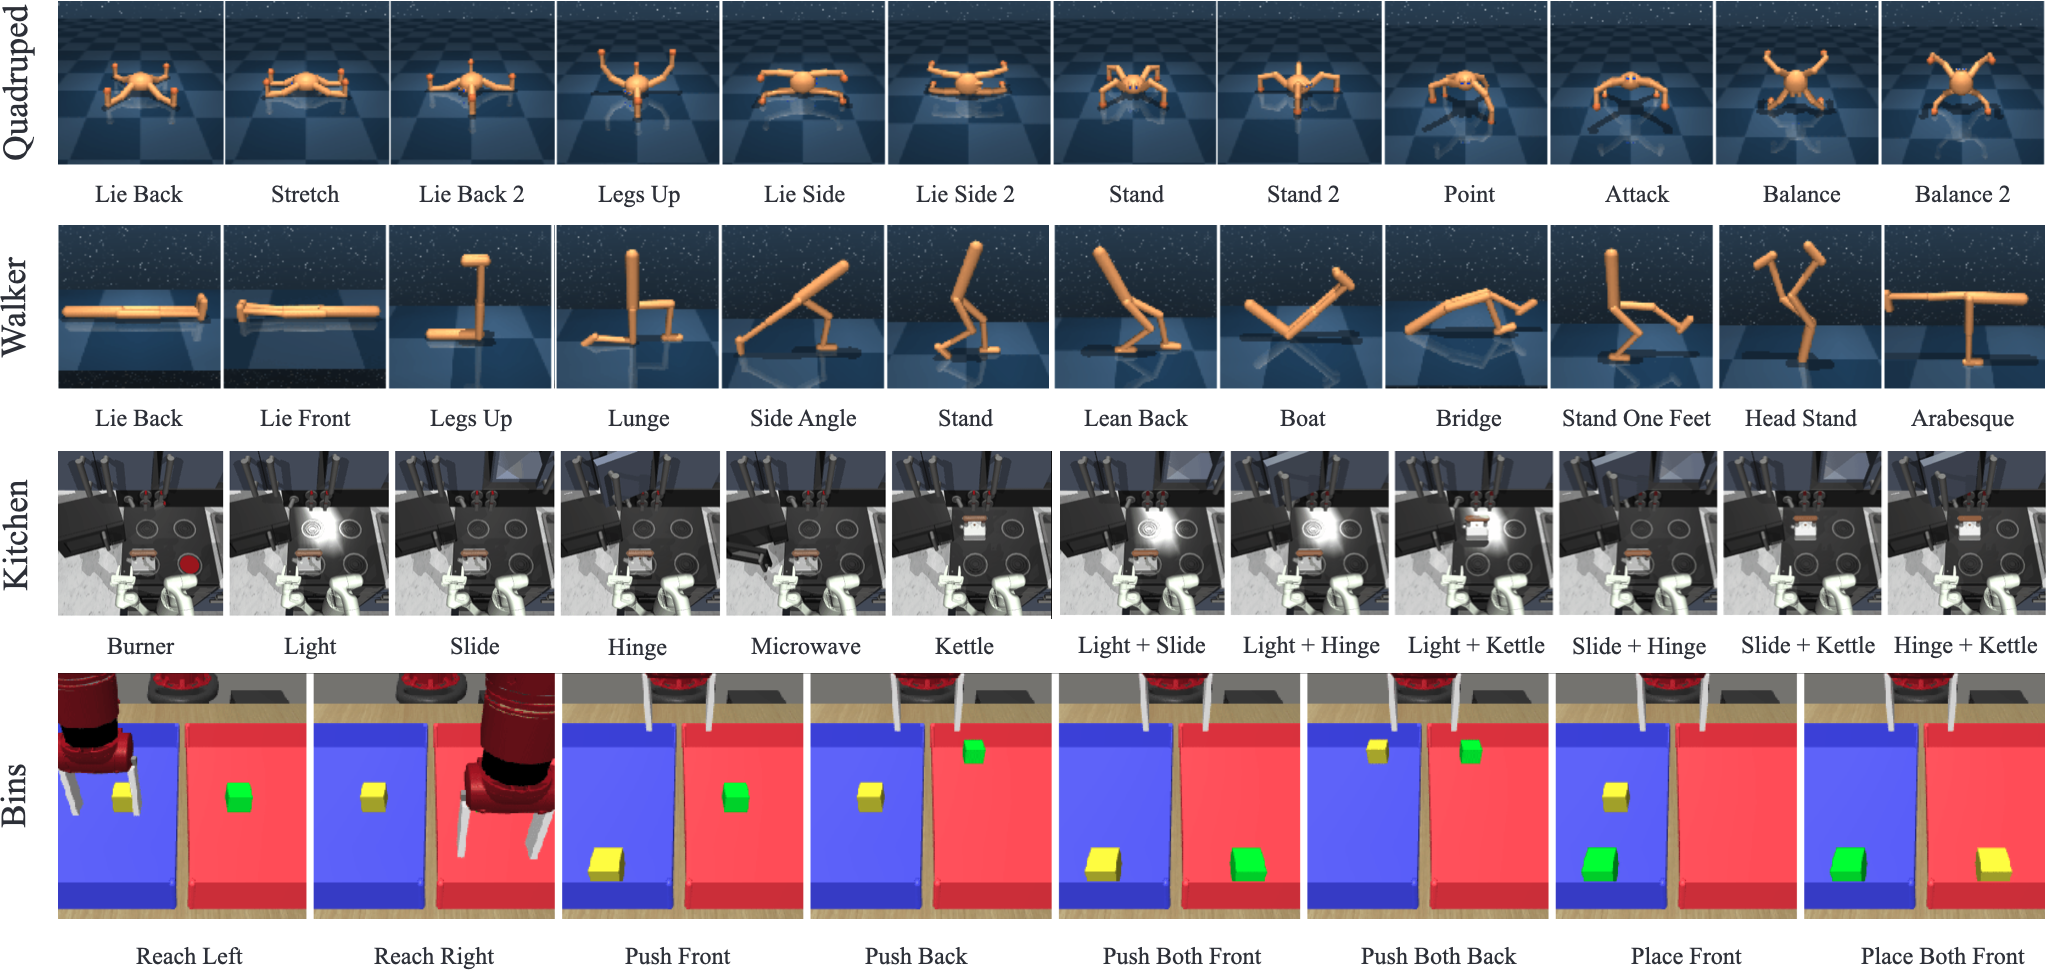 Quadruped
Lie Back
Stretch
Lie Back 2
Legs Up
Lie Side
Lie Side 2
Stand
Stand 2
Point
Attack
Balance
Balance 2
Walker
Lie Back
Lie Front
Legs Up
Lunge
Side Angle
Stand
Lean Back
Boat
Bridge
Stand One Feet
Head Stand
Arabesque
Kitchen
Burner
Light
Slide
Hinge
Microwave
Kettle
Light + Slide
Light + Hinge
Light + Kettle
Slide + Hinge
Slide + Kettle
Hinge + Kettle
Bins
Reach Left
Reach Right
Push Front
Push Back
Push Both Front
Push Both Back
Place Front
Place Both Front